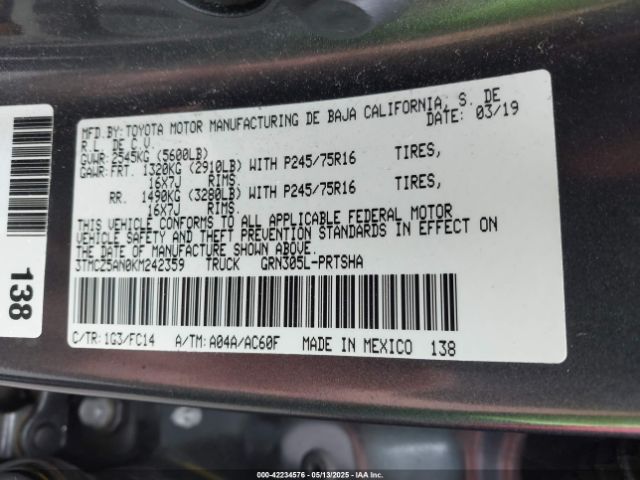 MFD.BY:TOYOTA MOTOR MANUFACTURING DE BAJA CALIFORNIA, S. DE
R.L. DE C.V. DATE: 03/19
GVWR: 2545KG (5600LB)
GAWR:FRT. 1320KG (2910LB) WITH P245/75R16 TIRES,
16X7J RIMS,
RR. 1490KG (3280LB) WITH P245/75R16 TIRES,
16X7J RIMS.
THIS VEHICLE CONFORMS TO ALL APPLICABLE FEDERAL MOTOR
VEHICLE SAFETY AND THEFT PREVENTION STANDARDS IN EFFECT ON
THE DATE OF MANUFACTURE SHOWN ABOVE.
3TMCZ5AN0KM242359 TRUCK GRN305L-PRTSHA
C/TR:1G3/FC14 A/TM:A04A/AC60F MADE IN MEXICO 138
138
000-42234576 - 05/13/2025 - IAAI.COM